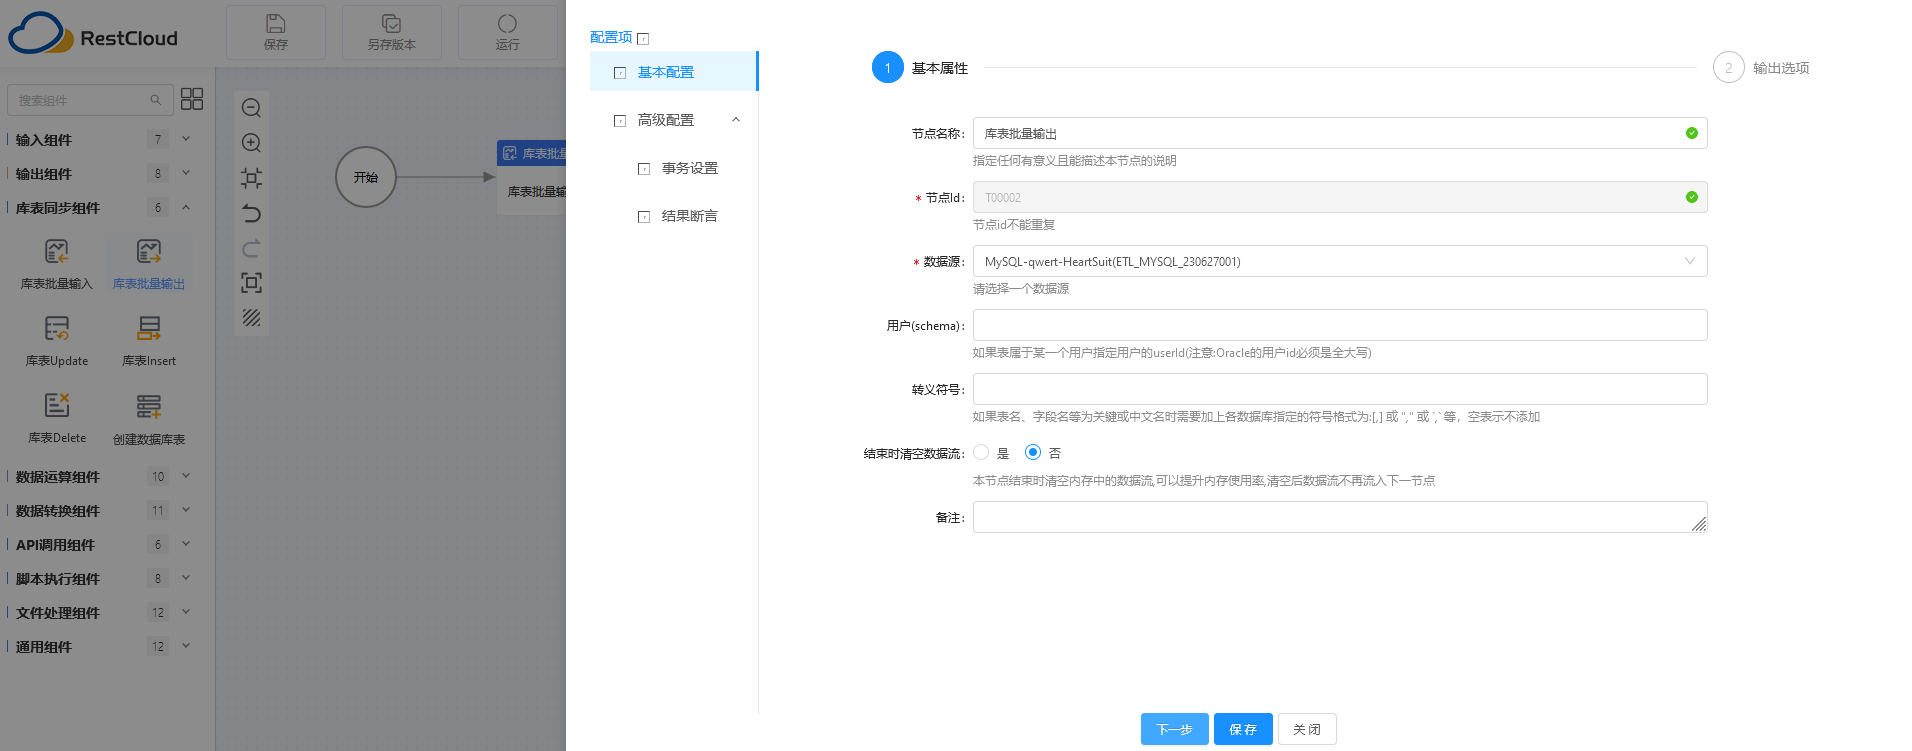 RestCloud
保存
另存版本
运行
搜索组件
输入组件 7
输出组件 8
库表同步组件 6
库表批量输入 库表批量输出
库表Update 库表Insert
库表Delete 创建数据库表
数据运算组件 10
数据转换组件 11
API调用组件 6
脚本执行组件 8
文件处理组件 12
通用组件 12
开始
库表批量
库表批量输
配置项
基本配置
高级配置
事务设置
结果断言
1 基本属性
2 输出选项
节点名称: 库表批量输出
指定任何有意义且能描述本节点的说明
* 节点Id: T00002
节点id不能重复
* 数据源: MySQL-qwert-HeartSuit(ETL_MYSQL_230627001)
请选择一个数据源
用户(schema):
如果表属于某一个用户指定用户的userId(注意:Oracle的用户id必须是全大写)
转义符号:
如果表名、字段名等为关键或中文名时需要加上各数据库指定的符号格式为:[,] 或 "," 或 `,` 等，空表示不添加
结束时清空数据流: 是 否
本节点结束时清空内存中的数据流,可以提升内存使用率,清空后数据流不再流入下一节点
备注:
下一步 保存 关闭